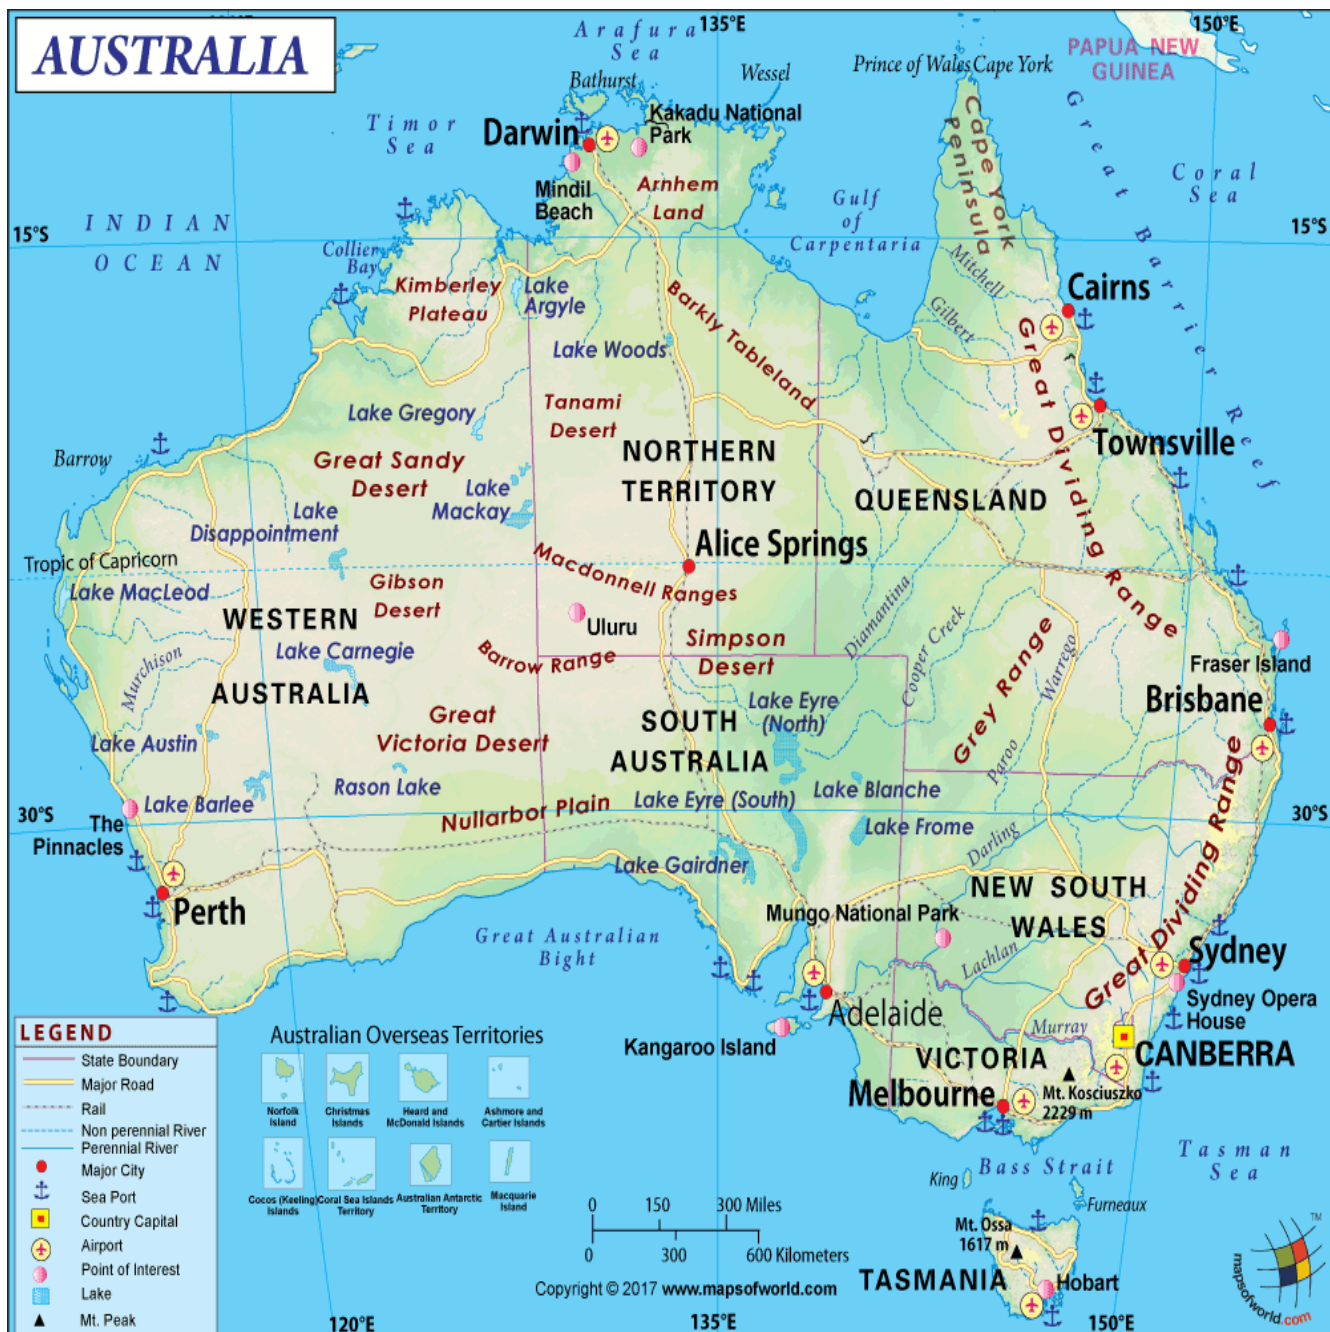 AUSTRALIA
135°E
150°E
Arafura
Sea
PAPUA NEW
GUINEA
Bathurst
Wessel
Prince of Wales
Cape York
Timor
Sea
Darwin
Kakadu National
Park
Cape York
Peninsula
Great Barrier Reef
Coral
Sea
Mindil
Beach
Arnhem
Land
Gulf
of
Carpentaria
INDIAN
OCEAN
15°S
15°S
Collier
Bay
Kimberley
Plateau
Lake
Argyle
Barkly Tableland
Mitchell
Gilbert
Cairns
Lake Woods
Great Dividing Range
Lake Gregory
Tanami
Desert
Townsville
Barrow
Great Sandy
Desert
NORTHERN
TERRITORY
QUEENSLAND
Lake
Mackay
Lake
Disappointment
Alice Springs
Tropic of Capricorn
Lake MacLeod
Gibson
Desert
Macdonnell Ranges
WESTERN
AUSTRALIA
Uluru
Diamantina
Cooper Creek
Simpson
Desert
Grey Range
Warrego
Murchison
Lake Carnegie
Barrow Range
Fraser Island
Brisbane
Lake Eyre
(North)
SOUTH
AUSTRALIA
Great
Victoria Desert
Lake Austin
Paroo
Great Dividing Range
Rason Lake
Lake Barlee
Nullarbor Plain
Lake Eyre (South)
Lake Blanche
30°S
30°S
The
Pinnacles
Lake Frome
Darling
Lake Gairdner
NEW SOUTH
WALES
Perth
Mungo National Park
Great Australian
Bight
Lachlan
Sydney
Sydney Opera
House
Adelaide
Murray
Kangaroo Island
VICTORIA
CANBERRA
Melbourne
Mt. Kosciuszko
2229 m
Bass Strait
Tasman
Sea
King
Furneaux
Mt. Ossa
1617 m
TASMANIA
Hobart
LEGEND
State Boundary
Major Road
Rail
Non perennial River
Perennial River
Major City
Sea Port
Country Capital
Airport
Point of Interest
Lake
Mt. Peak
Australian Overseas Territories
Norfolk
Island
Christmas
Islands
Heard and
McDonald Islands
Ashmore and
Cartier Islands
Cocos (Keeling)
Islands
Coral Sea Islands
Territory
Australian Antarctic
Territory
Macquarie
Island
0 150 300 Miles
0 300 600 Kilometers
Copyright © 2017 www.mapsofworld.com
120°E
135°E
150°E
mapsofworld.com
TM